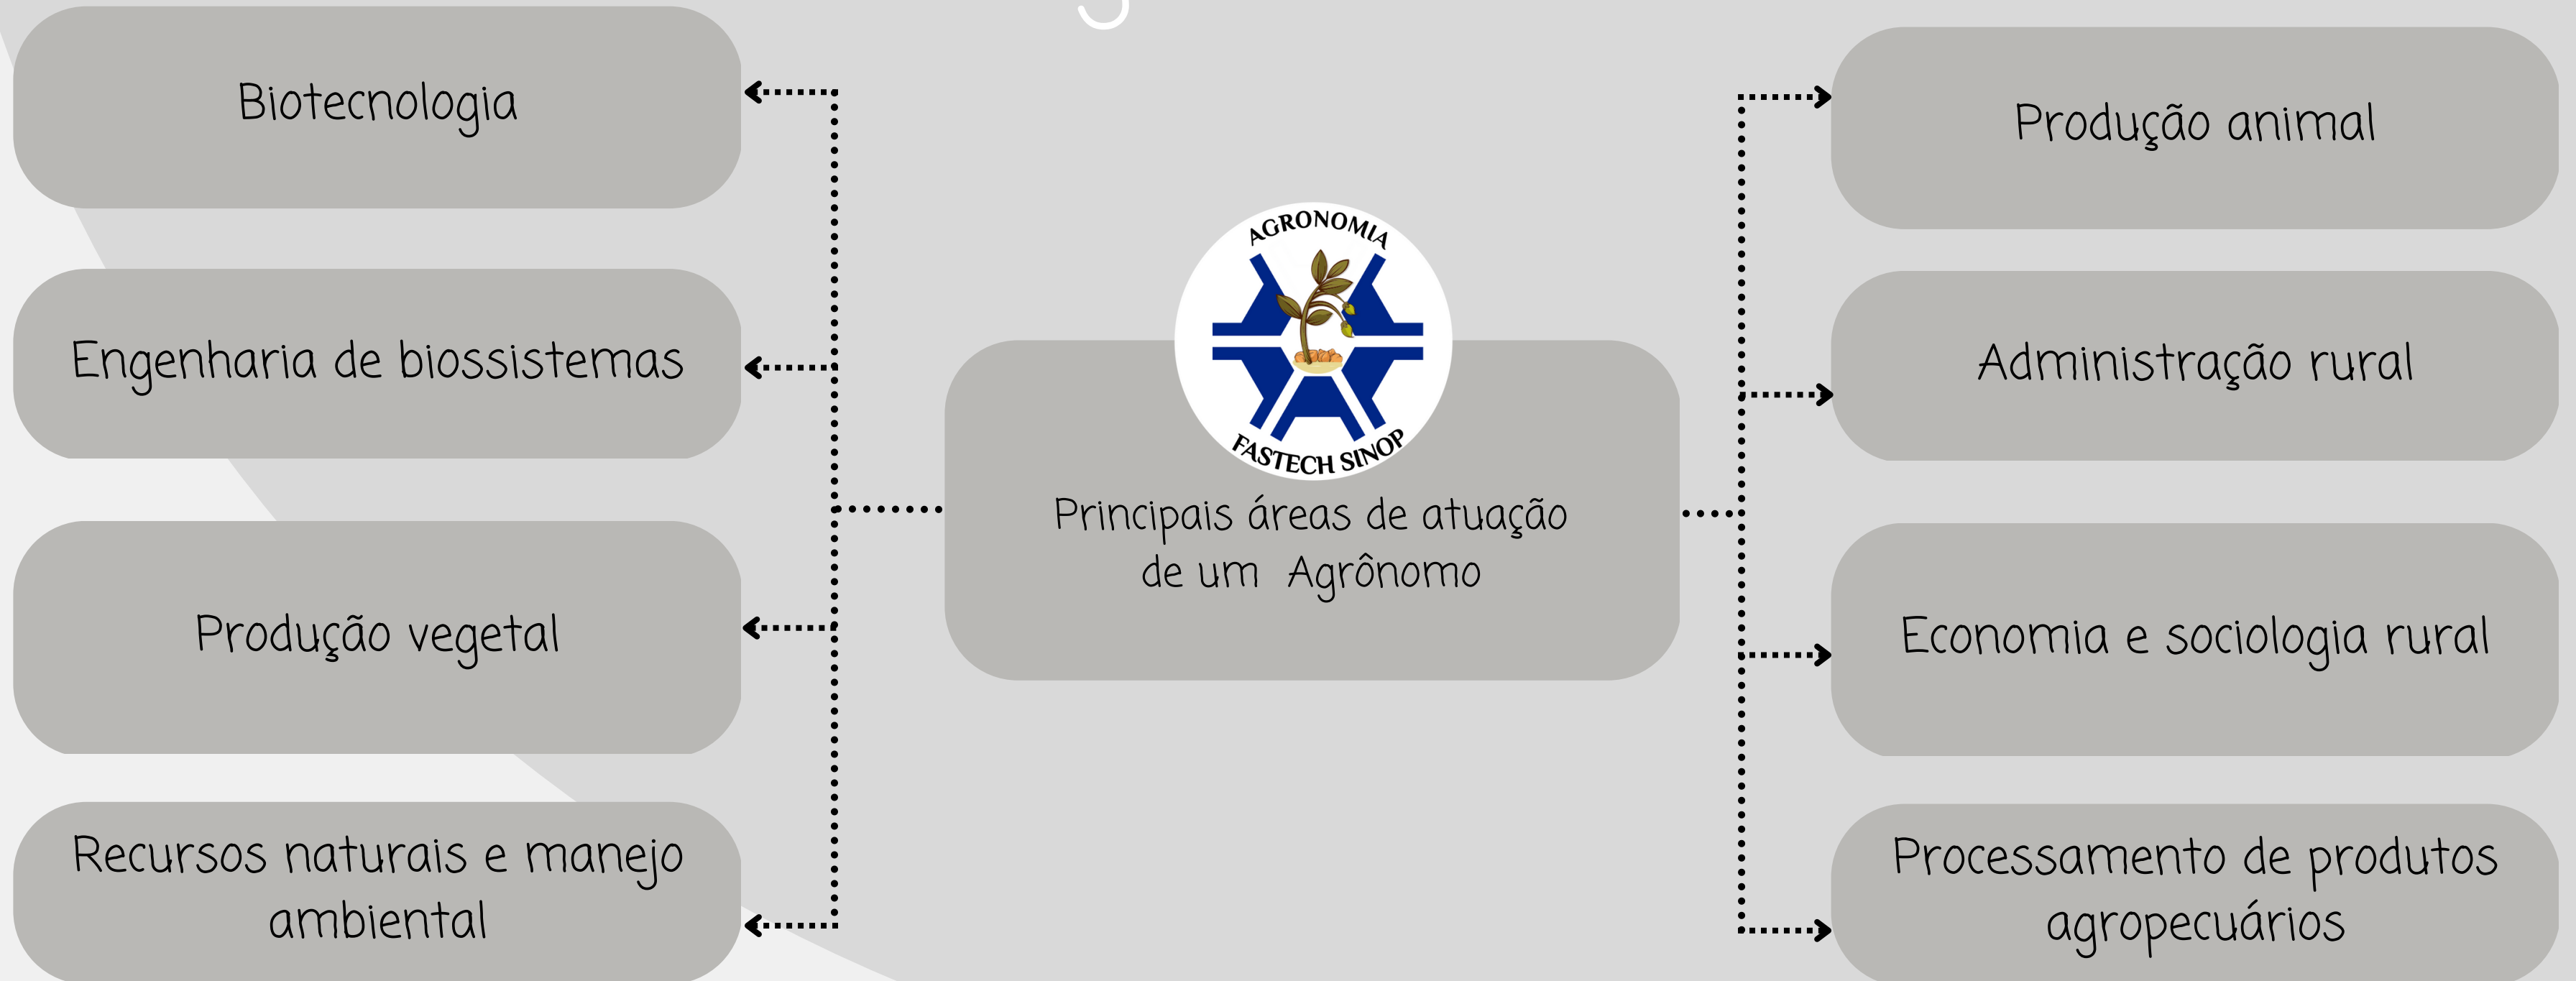 Biotecnologia
Engenharia de biossistemas
Produção vegetal
Recursos naturais e manejo
ambiental
AGRONOMIA
FASTECH SINOP
Principais áreas de atuação
de um Agrônomo
Produção animal
Administração rural
Economia e sociologia rural
Processamento de produtos
agropecuários